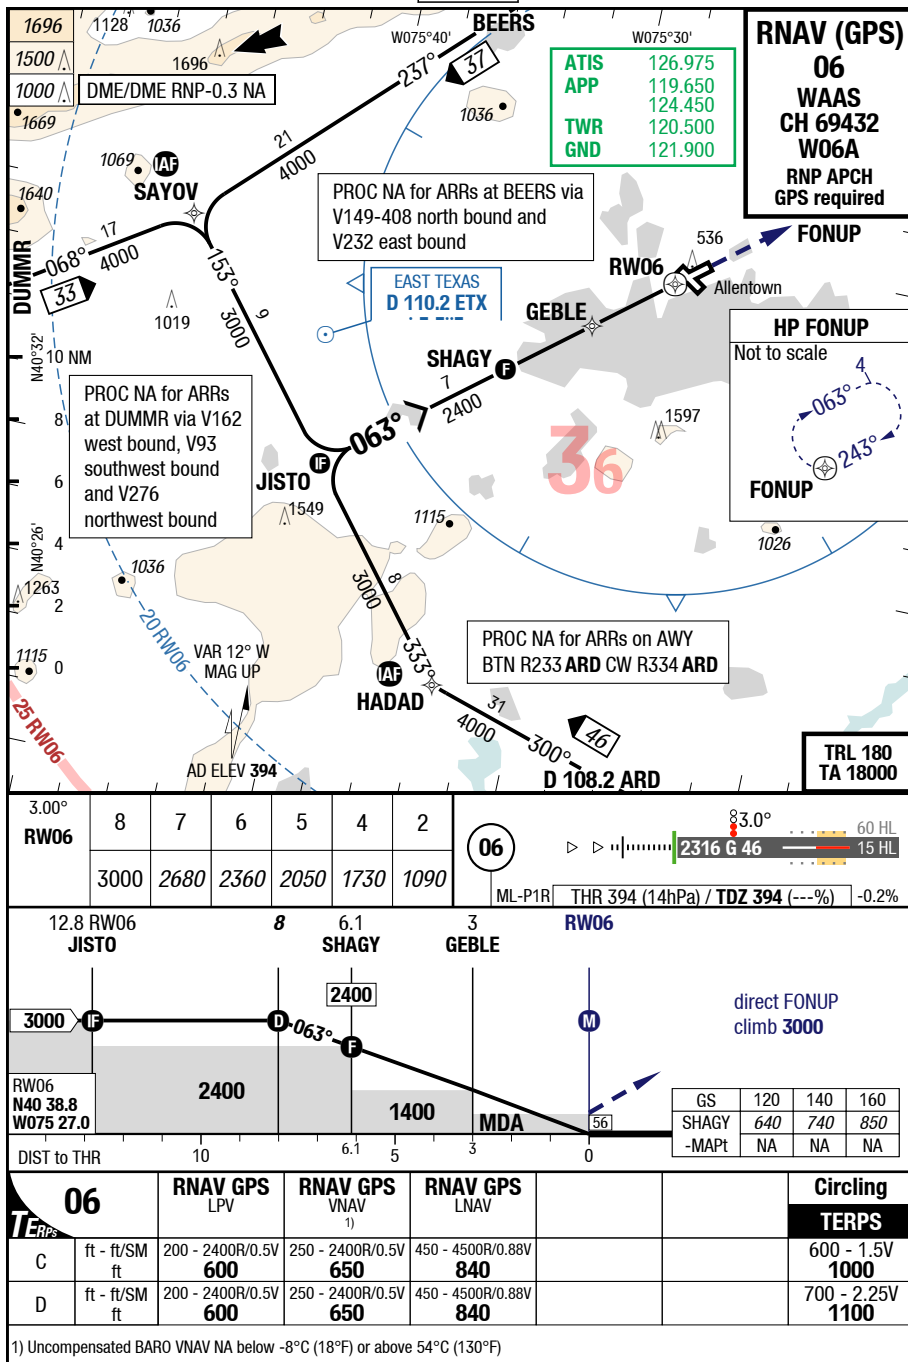 1696
1500
1000
1128
1036
1696
DME/DME RNP-0.3 NA
1669
BEERS
W075°40'
237°
37
W075°30'
ATIS 126.975
APP 119.650
124.450
TWR 120.500
GND 121.900
RNAV (GPS)
06
WAAS
CH 69432
W06A
RNP APCH
GPS required
1036
1069
IAF
SAYOV
21
4000
1640
PROC NA for ARRs at BEERS via
V149-408 north bound and
V232 east bound
DUMMR
068°
17
4000
33
153°
9
3000
1019
EAST TEXAS
D 110.2 ETX
RW06
536
FONUP
Allentown
GEBLE
SHAGY
F
7
2400
HP FONUP
Not to scale
4
063°
243°
FONUP
N40°32'
10 NM
8
6
4
2
0
N40°26'
PROC NA for ARRs
at DUMMR via V162
west bound, V93
southwest bound
and V276
northwest bound
063°
JISTO
IF
1549
1115
36
1597
1026
1036
1263
1115
20 RW06
25 RW06
VAR 12° W
MAG UP
AD ELEV 394
8
3000
333°
IAF
HADAD
31
4000
300°
46
D 108.2 ARD
PROC NA for ARRs on AWY
BTN R233 ARD CW R334 ARD
TRL 180
TA 18000
3.00°
RW06
8 7 6 5 4 2
3000 2680 2360 2050 1730 1090
06
3.0°
60 HL
2316 G 46
15 HL
ML-P1R
THR 394 (14hPa) / TDZ 394 (---%)
-0.2%
12.8 RW06 8 6.1 3 RW06
JISTO SHAGY GEBLE
2400
3000
IF
D
063°
F
M
direct FONUP
climb 3000
2400
1400
MDA
56
RW06
N40 38.8
W075 27.0
DIST to THR 10 6.1 5 3 0
GS 120 140 160
SHAGY 640 740 850
-MAPt NA NA NA
TERPs
06
RNAV GPS RNAV GPS RNAV GPS Circling
LPV VNAV LNAV TERPS
1)
C ft - ft/SM 200 - 2400R/0.5V 250 - 2400R/0.5V 450 - 4500R/0.88V 600 - 1.5V
ft 600 650 840 1000
D ft - ft/SM 200 - 2400R/0.5V 250 - 2400R/0.5V 450 - 4500R/0.88V 700 - 2.25V
ft 600 650 840 1100
1) Uncompensated BARO VNAV NA below -8°C (18°F) or above 54°C (130°F)